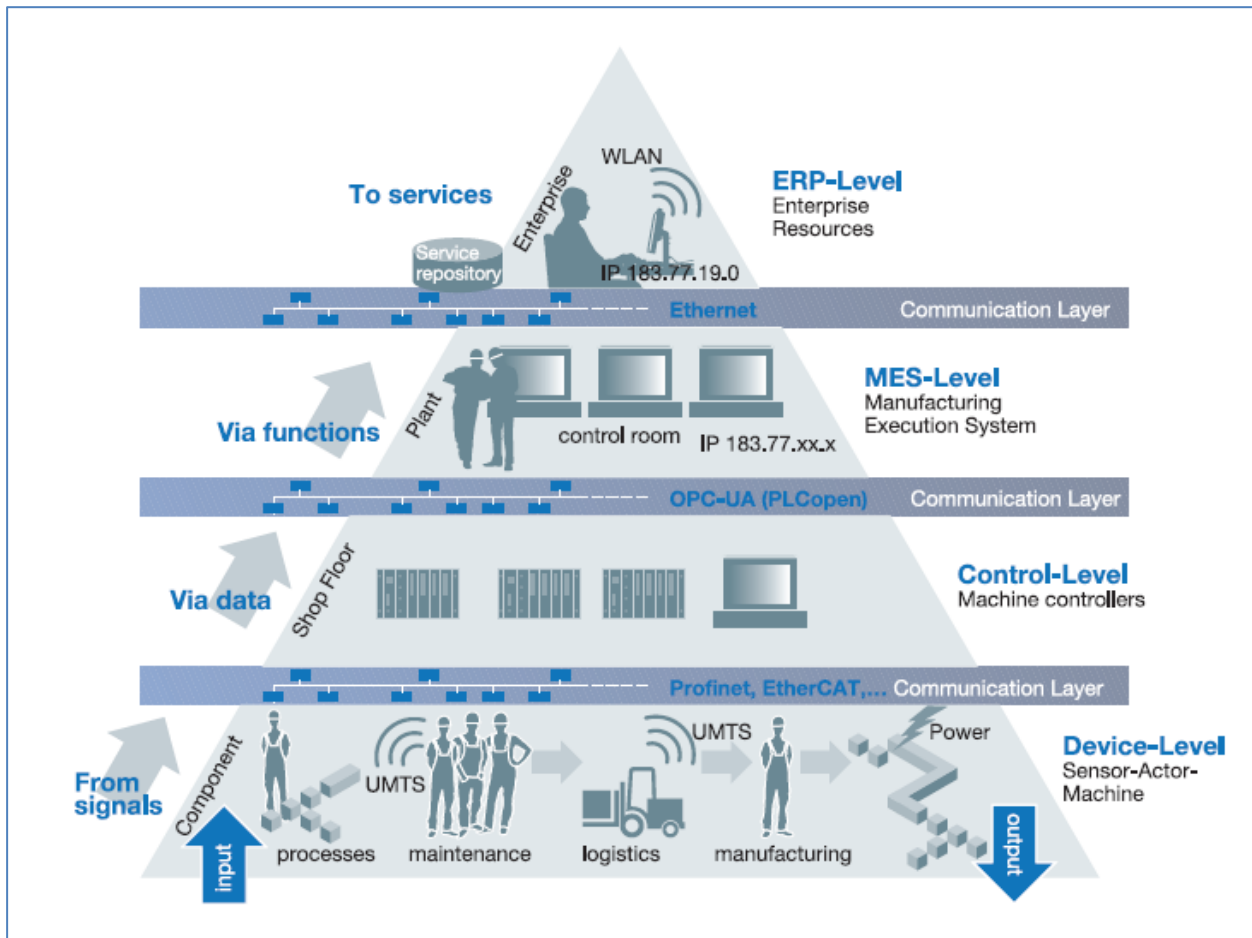 WLAN
To services
Enterprise
ERP-Level
Enterprise
Resources
Service
repository
IP 183.77.19.0
Ethernet
Communication Layer
Plant
MES-Level
Manufacturing
Execution System
Via functions
control room
IP 183.77.xx.x
OPC-UA (PLCopen)
Communication Layer
Shop Floor
Control-Level
Machine controllers
Via data
Profinet, EtherCAT,... Communication Layer
Component
UMTS
UMTS
Power
Device-Level
Sensor-Actor-
Machine
From
signals
input
processes
maintenance
logistics
manufacturing
output